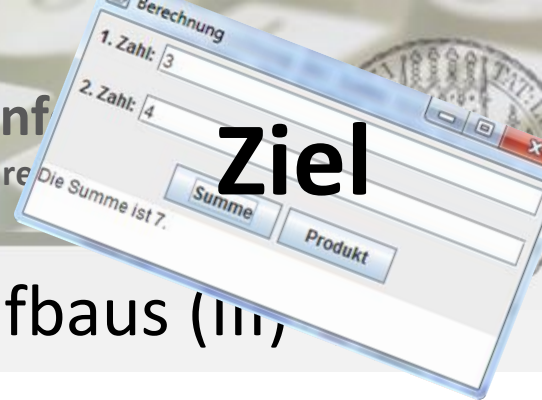 Berechnung
1. Zahl: 3
2. Zahl: 4
Ziel
Summe
Produkt
Die Summe ist 7.
fbaus (III)